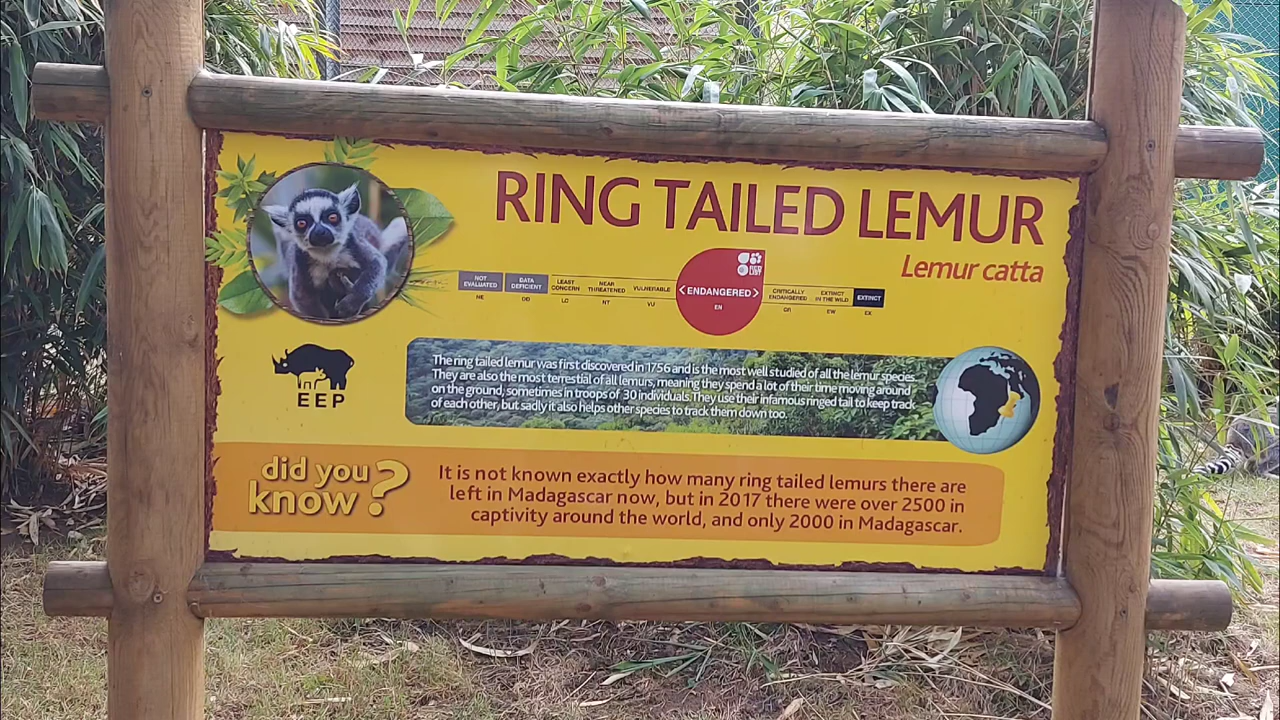 RING TAILED LEMUR
Lemur catta
NOT EVALUATED
NE
DATA DEFICIENT
DD
LEAST CONCERN
LC
NEAR THREATENED
NT
VULNERABLE
VU
<ENDANGERED>
EN
CRITICALLY ENDANGERED
CR
EXTINCT IN THE WILD
EW
EXTINCT
EX
EEP
The ring tailed lemur was first discovered in 1756 and is the most well studied of all the lemur species.
They are also the most terrestial of all lemurs, meaning they spend a lot of their time moving around
on the ground, sometimes in troops of 30 individuals. They use their infamous ringed tail to keep track
of each other, but sadly it also helps other species to track them down too.
did you
know?
It is not known exactly how many ring tailed lemurs there are
left in Madagascar now, but in 2017 there were over 2500 in
captivity around the world, and only 2000 in Madagascar.